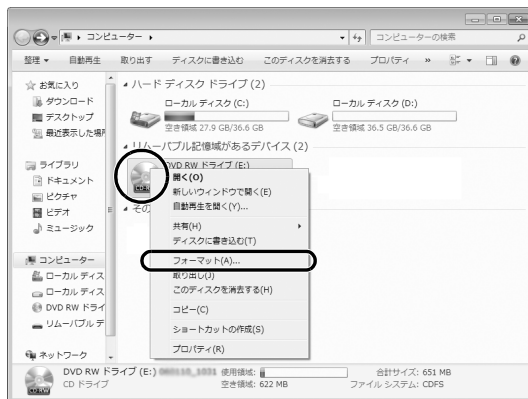 コンピューター
コンピューターの検索
整理 自動再生 取り出す ディスクに書き込む このディスクを消去する プロパティ »
お気に入り
ダウンロード
デスクトップ
最近表示した場所
ライブラリ
ドキュメント
ピクチャ
ビデオ
ミュージック
コンピューター
ローカル ディス
ローカル ディス
DVD RW ドライ
リムーバブル デ
ネットワーク
ハード ディスク ドライブ (2)
ローカル ディスク (C:)
空き領域 27.9 GB/36.6 GB
ローカル ディスク (D:)
空き領域 36.5 GB/36.6 GB
リムーバブル記憶域があるデバイス (2)
DVD RW ドライブ (E:)
CD-RW
その
開く(O)
新しいウィンドウで開く(E)
自動再生を開く(Y)...
共有(H)
ディスクに書き込む(T)
フォーマット(A)...
取り出し(J)
このディスクを消去する(H)
コピー(C)
ショートカットの作成(S)
プロパティ(R)
DVD RW ドライブ (E:) 使用領域: 合計サイズ: 651 MB
CD ドライブ 空き領域: 622 MB ファイル システム: CDFS
CD-RW